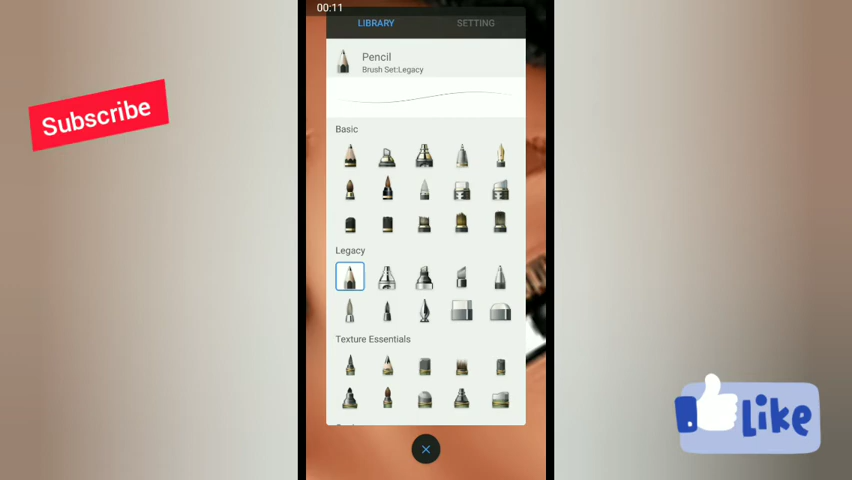 00:11
LIBRARY SETTING
Pencil
Brush Set:Legacy
Subscribe
Basic
Legacy
Texture Essentials
Like